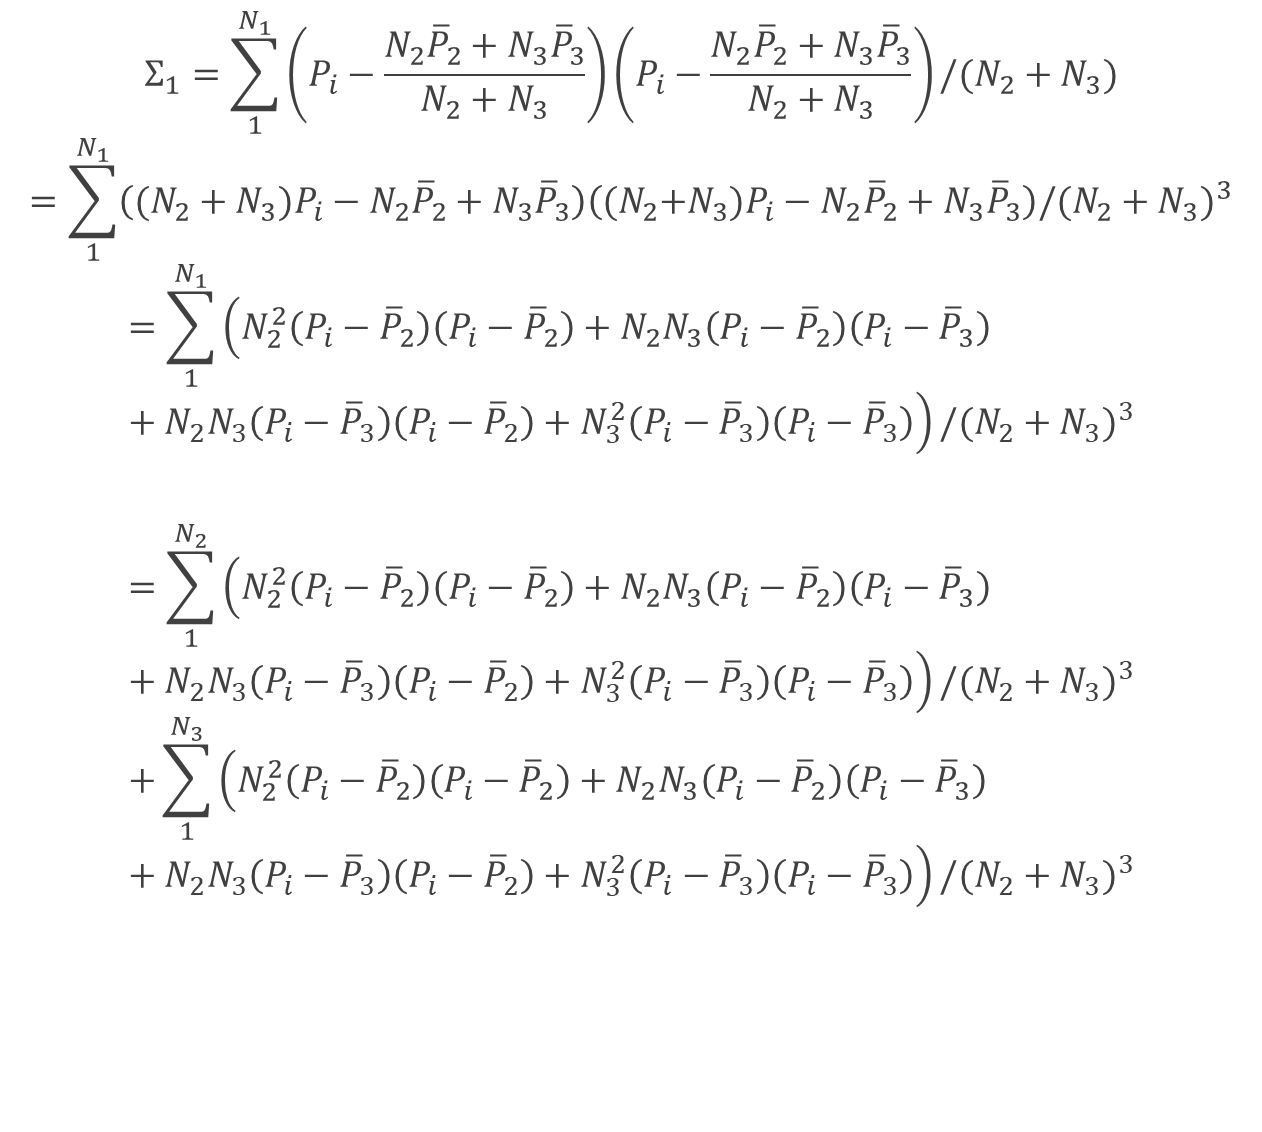 Σ₁ = ∑₁^{N₁} (Pᵢ − (N₂P̄₂ + N₃P̄₃)/(N₂ + N₃)) (Pᵢ − (N₂P̄₂ + N₃P̄₃)/(N₂ + N₃)) /(N₂ + N₃)
= ∑₁^{N₁} ((N₂ + N₃)Pᵢ − N₂P̄₂ + N₃P̄₃)((N₂+N₃)Pᵢ − N₂P̄₂ + N₃P̄₃)/(N₂ + N₃)³
= ∑₁^{N₁} (N₂²(Pᵢ − P̄₂)(Pᵢ − P̄₂) + N₂N₃(Pᵢ − P̄₂)(Pᵢ − P̄₃)
+ N₂N₃(Pᵢ − P̄₃)(Pᵢ − P̄₂) + N₃²(Pᵢ − P̄₃)(Pᵢ − P̄₃)) /(N₂ + N₃)³
= ∑₁^{N₂} (N₂²(Pᵢ − P̄₂)(Pᵢ − P̄₂) + N₂N₃(Pᵢ − P̄₂)(Pᵢ − P̄₃)
+ N₂N₃(Pᵢ − P̄₃)(Pᵢ − P̄₂) + N₃²(Pᵢ − P̄₃)(Pᵢ − P̄₃)) /(N₂ + N₃)³
+ ∑₁^{N₃} (N₂²(Pᵢ − P̄₂)(Pᵢ − P̄₂) + N₂N₃(Pᵢ − P̄₂)(Pᵢ − P̄₃)
+ N₂N₃(Pᵢ − P̄₃)(Pᵢ − P̄₂) + N₃²(Pᵢ − P̄₃)(Pᵢ − P̄₃)) /(N₂ + N₃)³